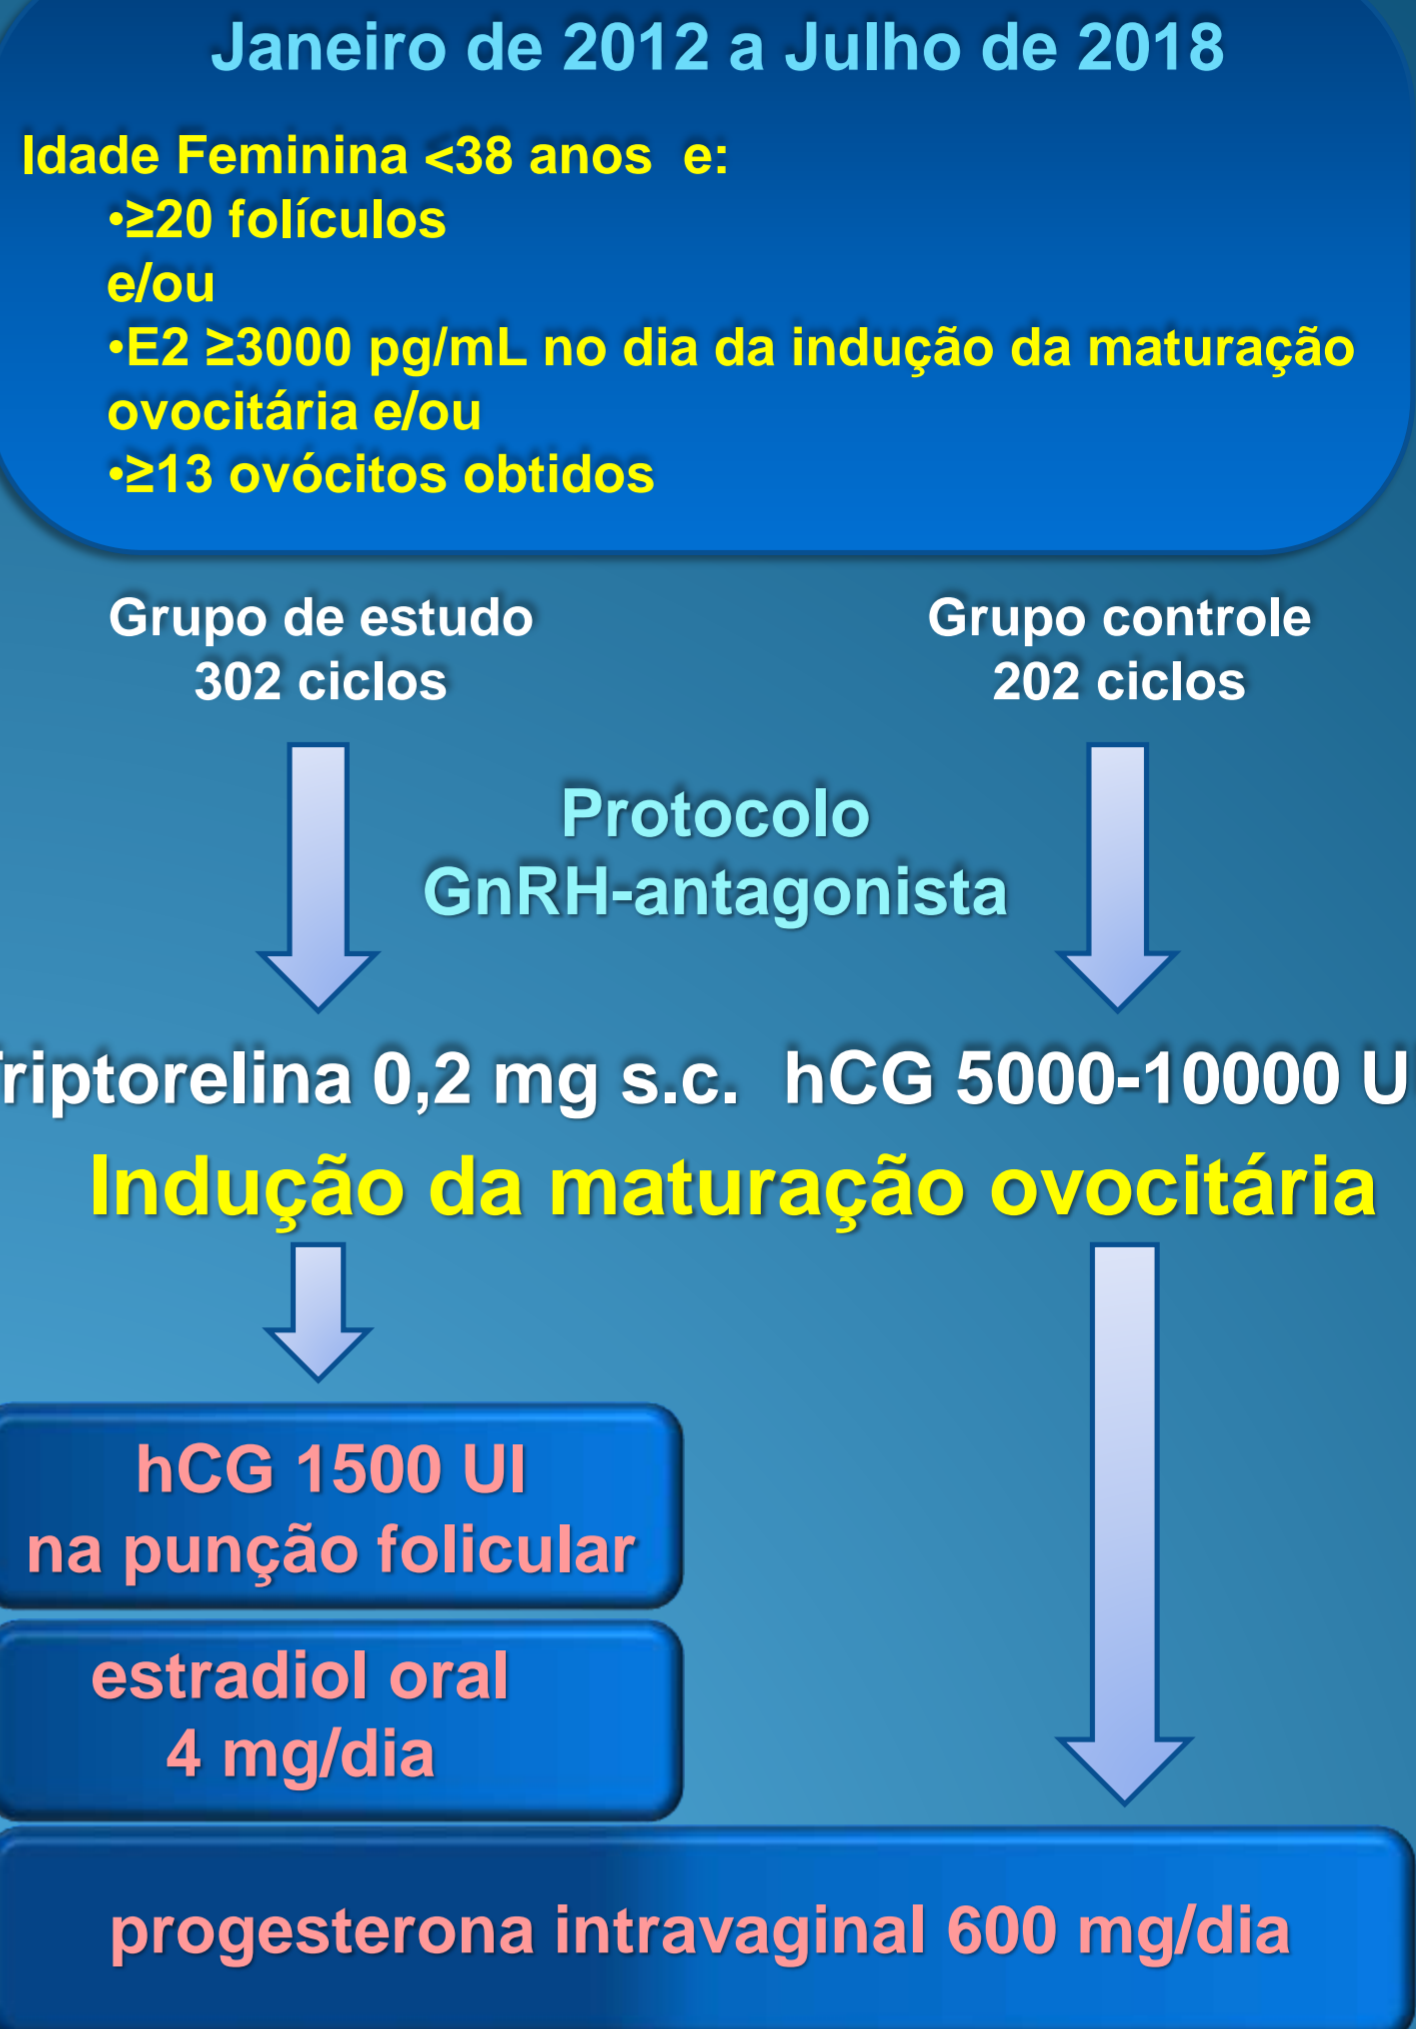 Janeiro de 2012 a Julho de 2018
Idade Feminina <38 anos e:
•≥20 folículos
e/ou
•E2 ≥3000 pg/mL no dia da indução da maturação
ovocitária e/ou
•≥13 ovócitos obtidos
Grupo de estudo
302 ciclos
Grupo controle
202 ciclos
Protocolo
GnRH-antagonista
Triptorelina 0,2 mg s.c. hCG 5000-10000 U
Indução da maturação ovocitária
hCG 1500 UI
na punção folicular
estradiol oral
4 mg/dia
progesterona intravaginal 600 mg/dia